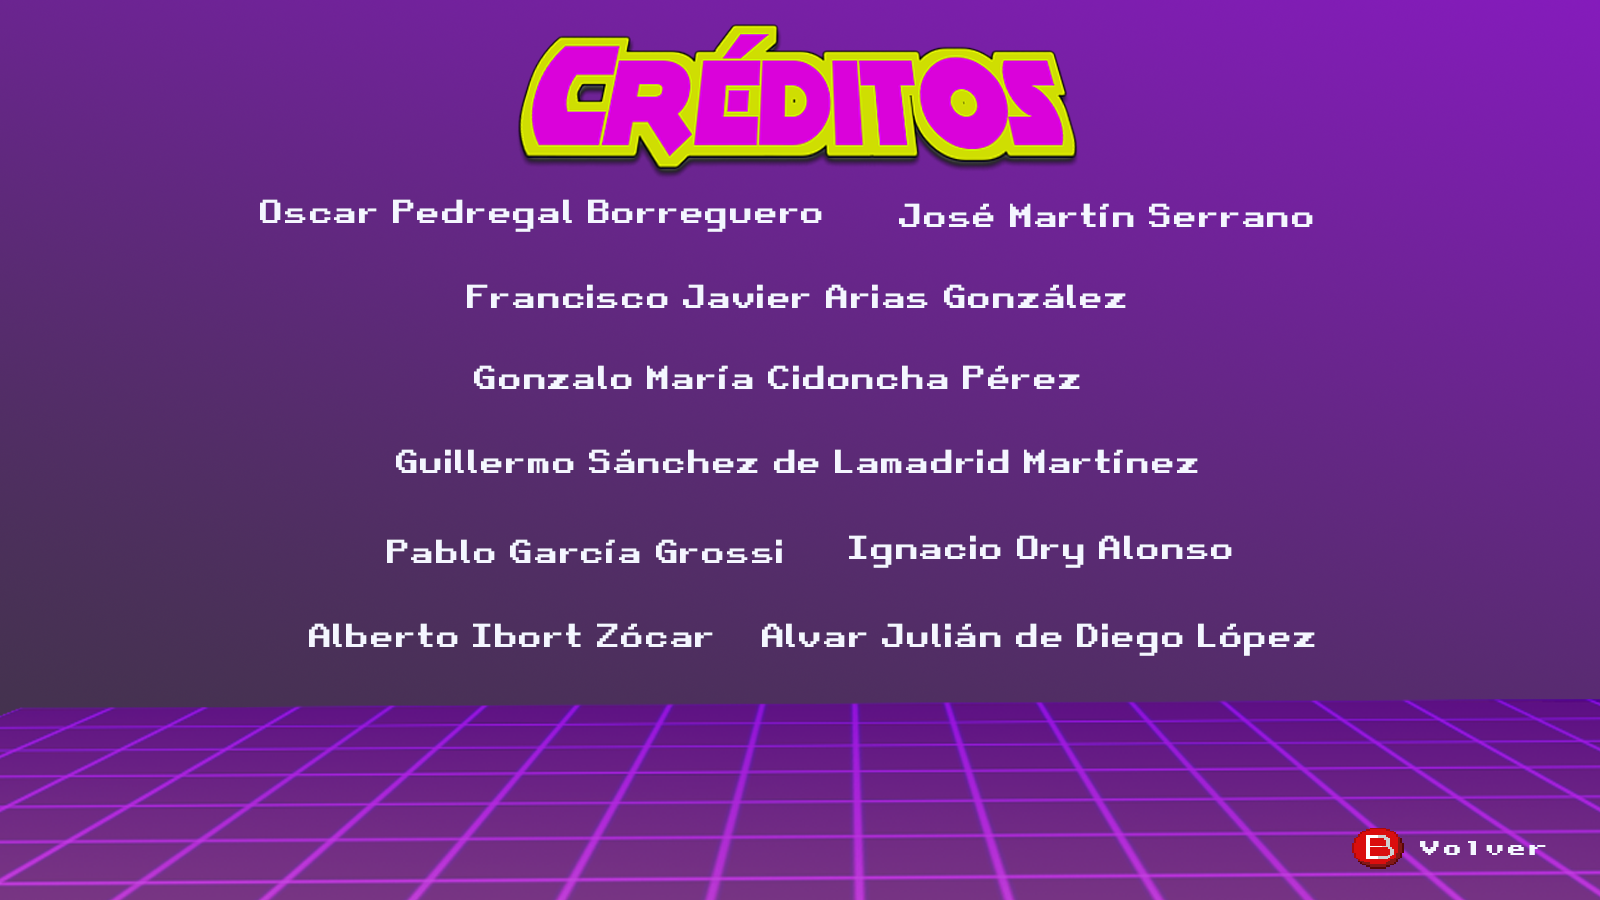 CRÉDITOS
Oscar Pedregal Borreguero José Martín Serrano
Francisco Javier Arias González
Gonzalo María Cidoncha Pérez
Guillermo Sánchez de Lamadrid Martínez
Pablo García Grossi Ignacio Ory Alonso
Alberto Ibort Zócar Alvar Julián de Diego López
B Volver